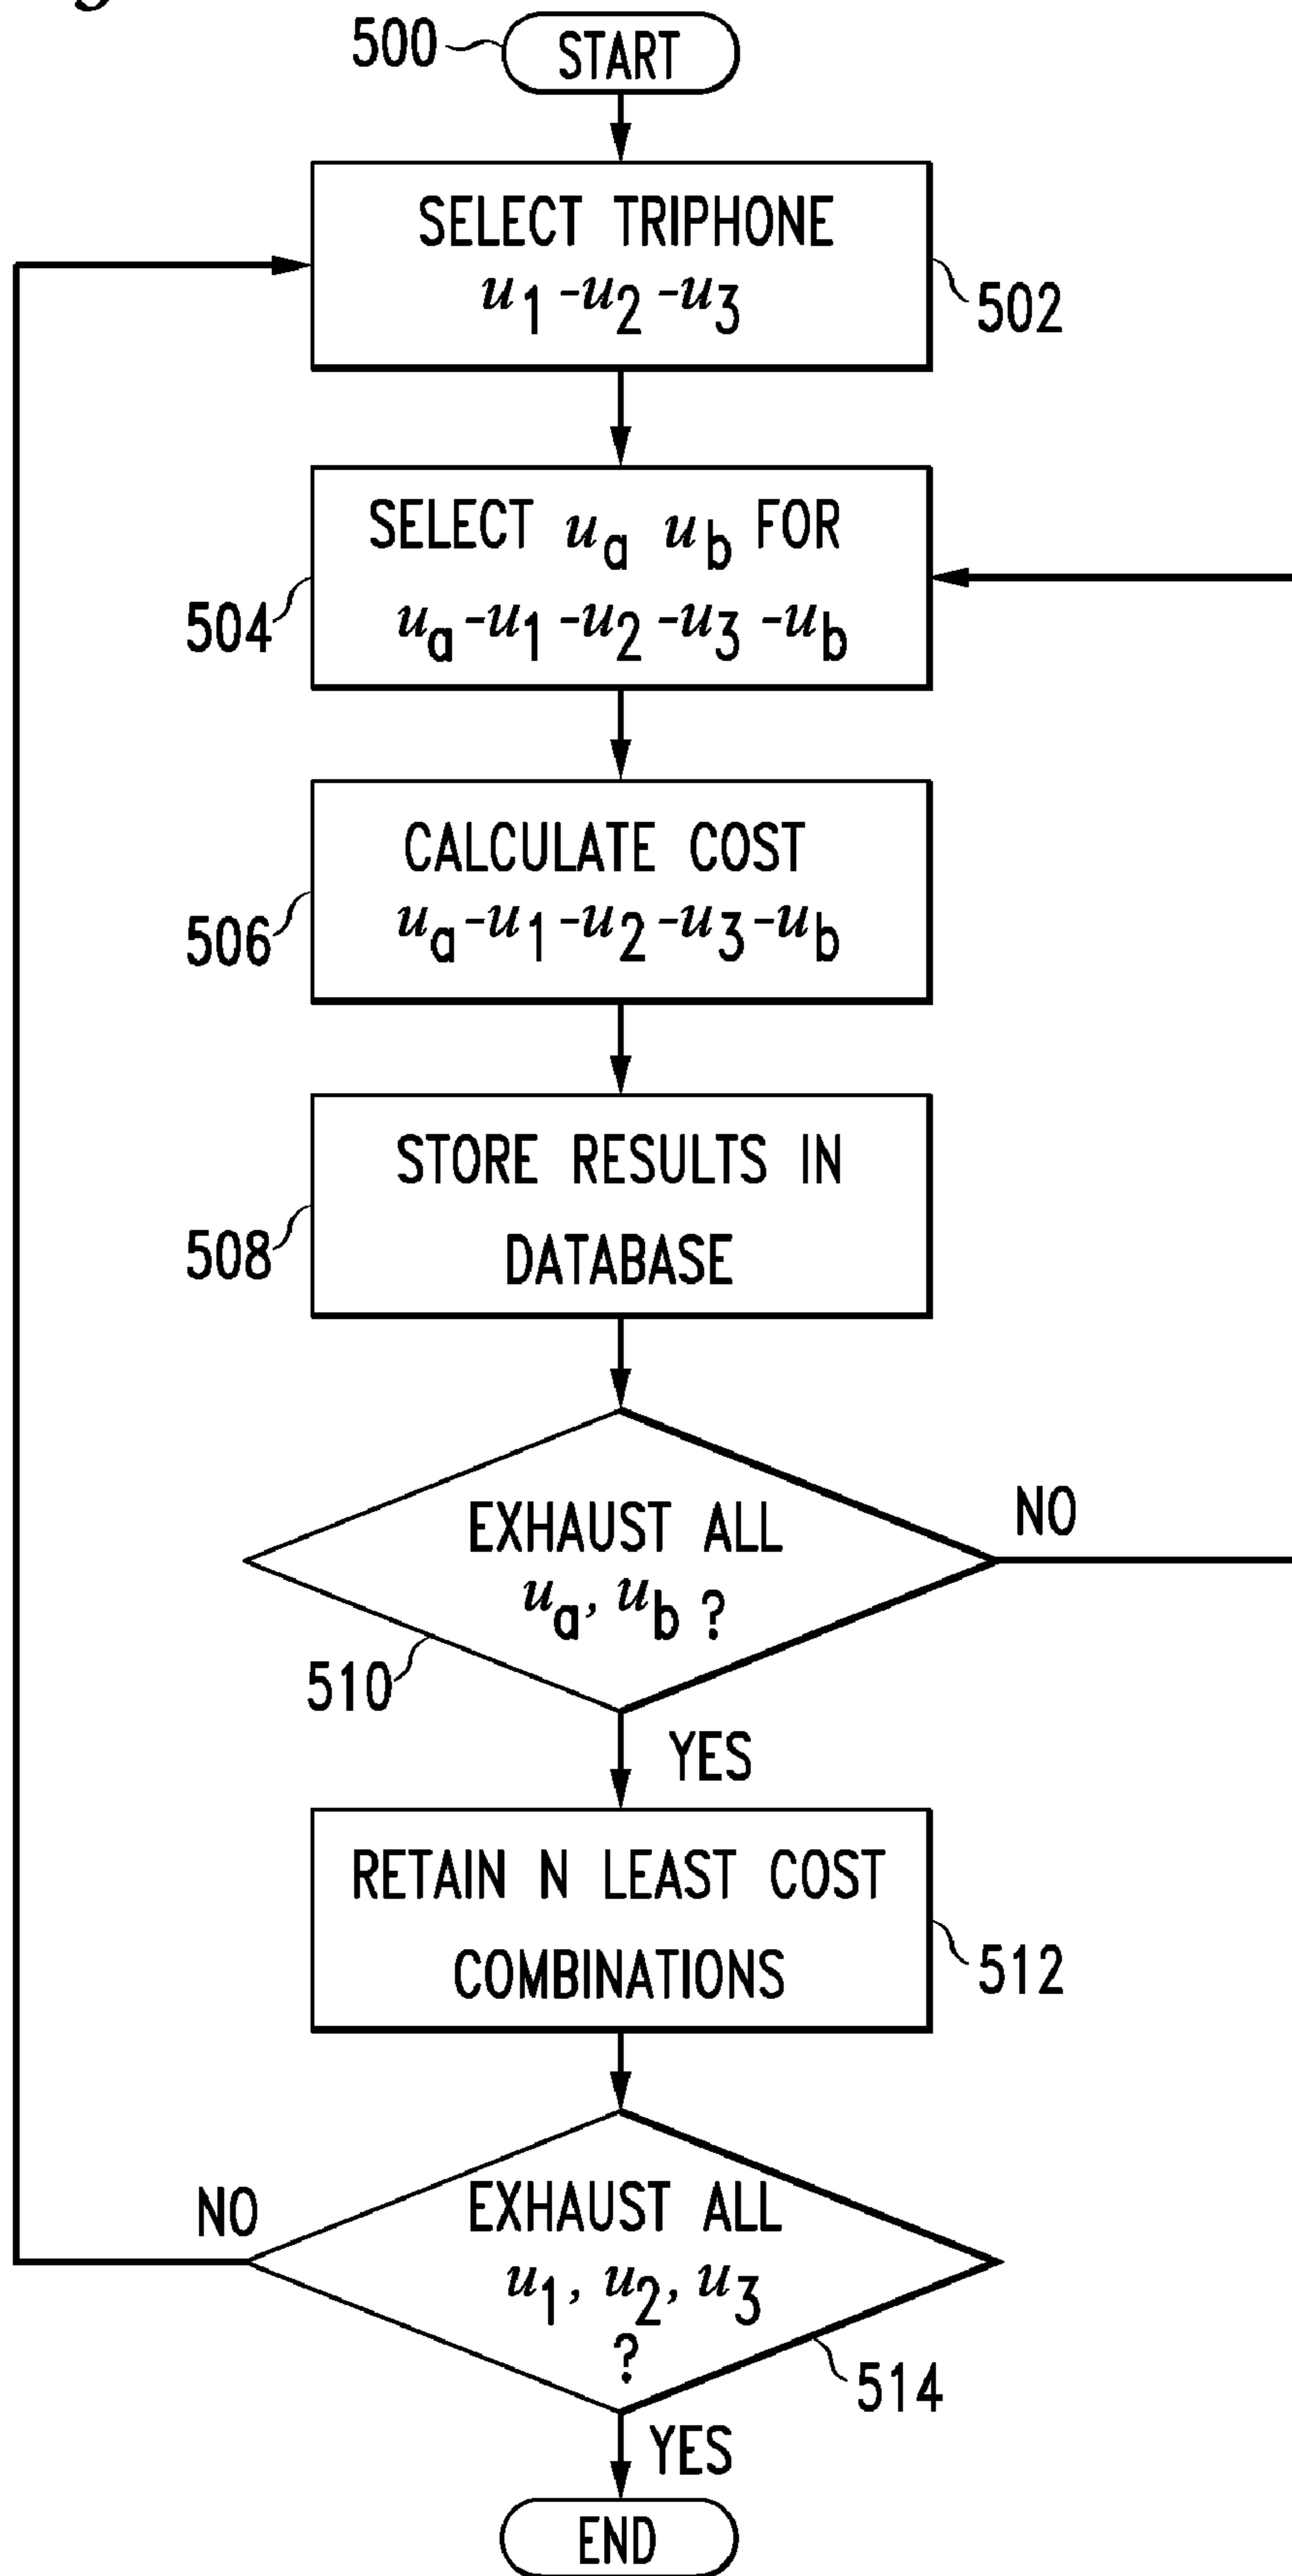 500 START
SELECT TRIPHONE
u1 -u2 -u3
502
SELECT ua ub FOR
ua-u1-u2-u3-ub
504
CALCULATE COST
ua-u1-u2-u3-ub
506
STORE RESULTS IN
DATABASE
508
EXHAUST ALL
ua, ub ?
NO
510
YES
RETAIN N LEAST COST
COMBINATIONS
512
EXHAUST ALL
u1, u2, u3
?
NO
514
YES
END